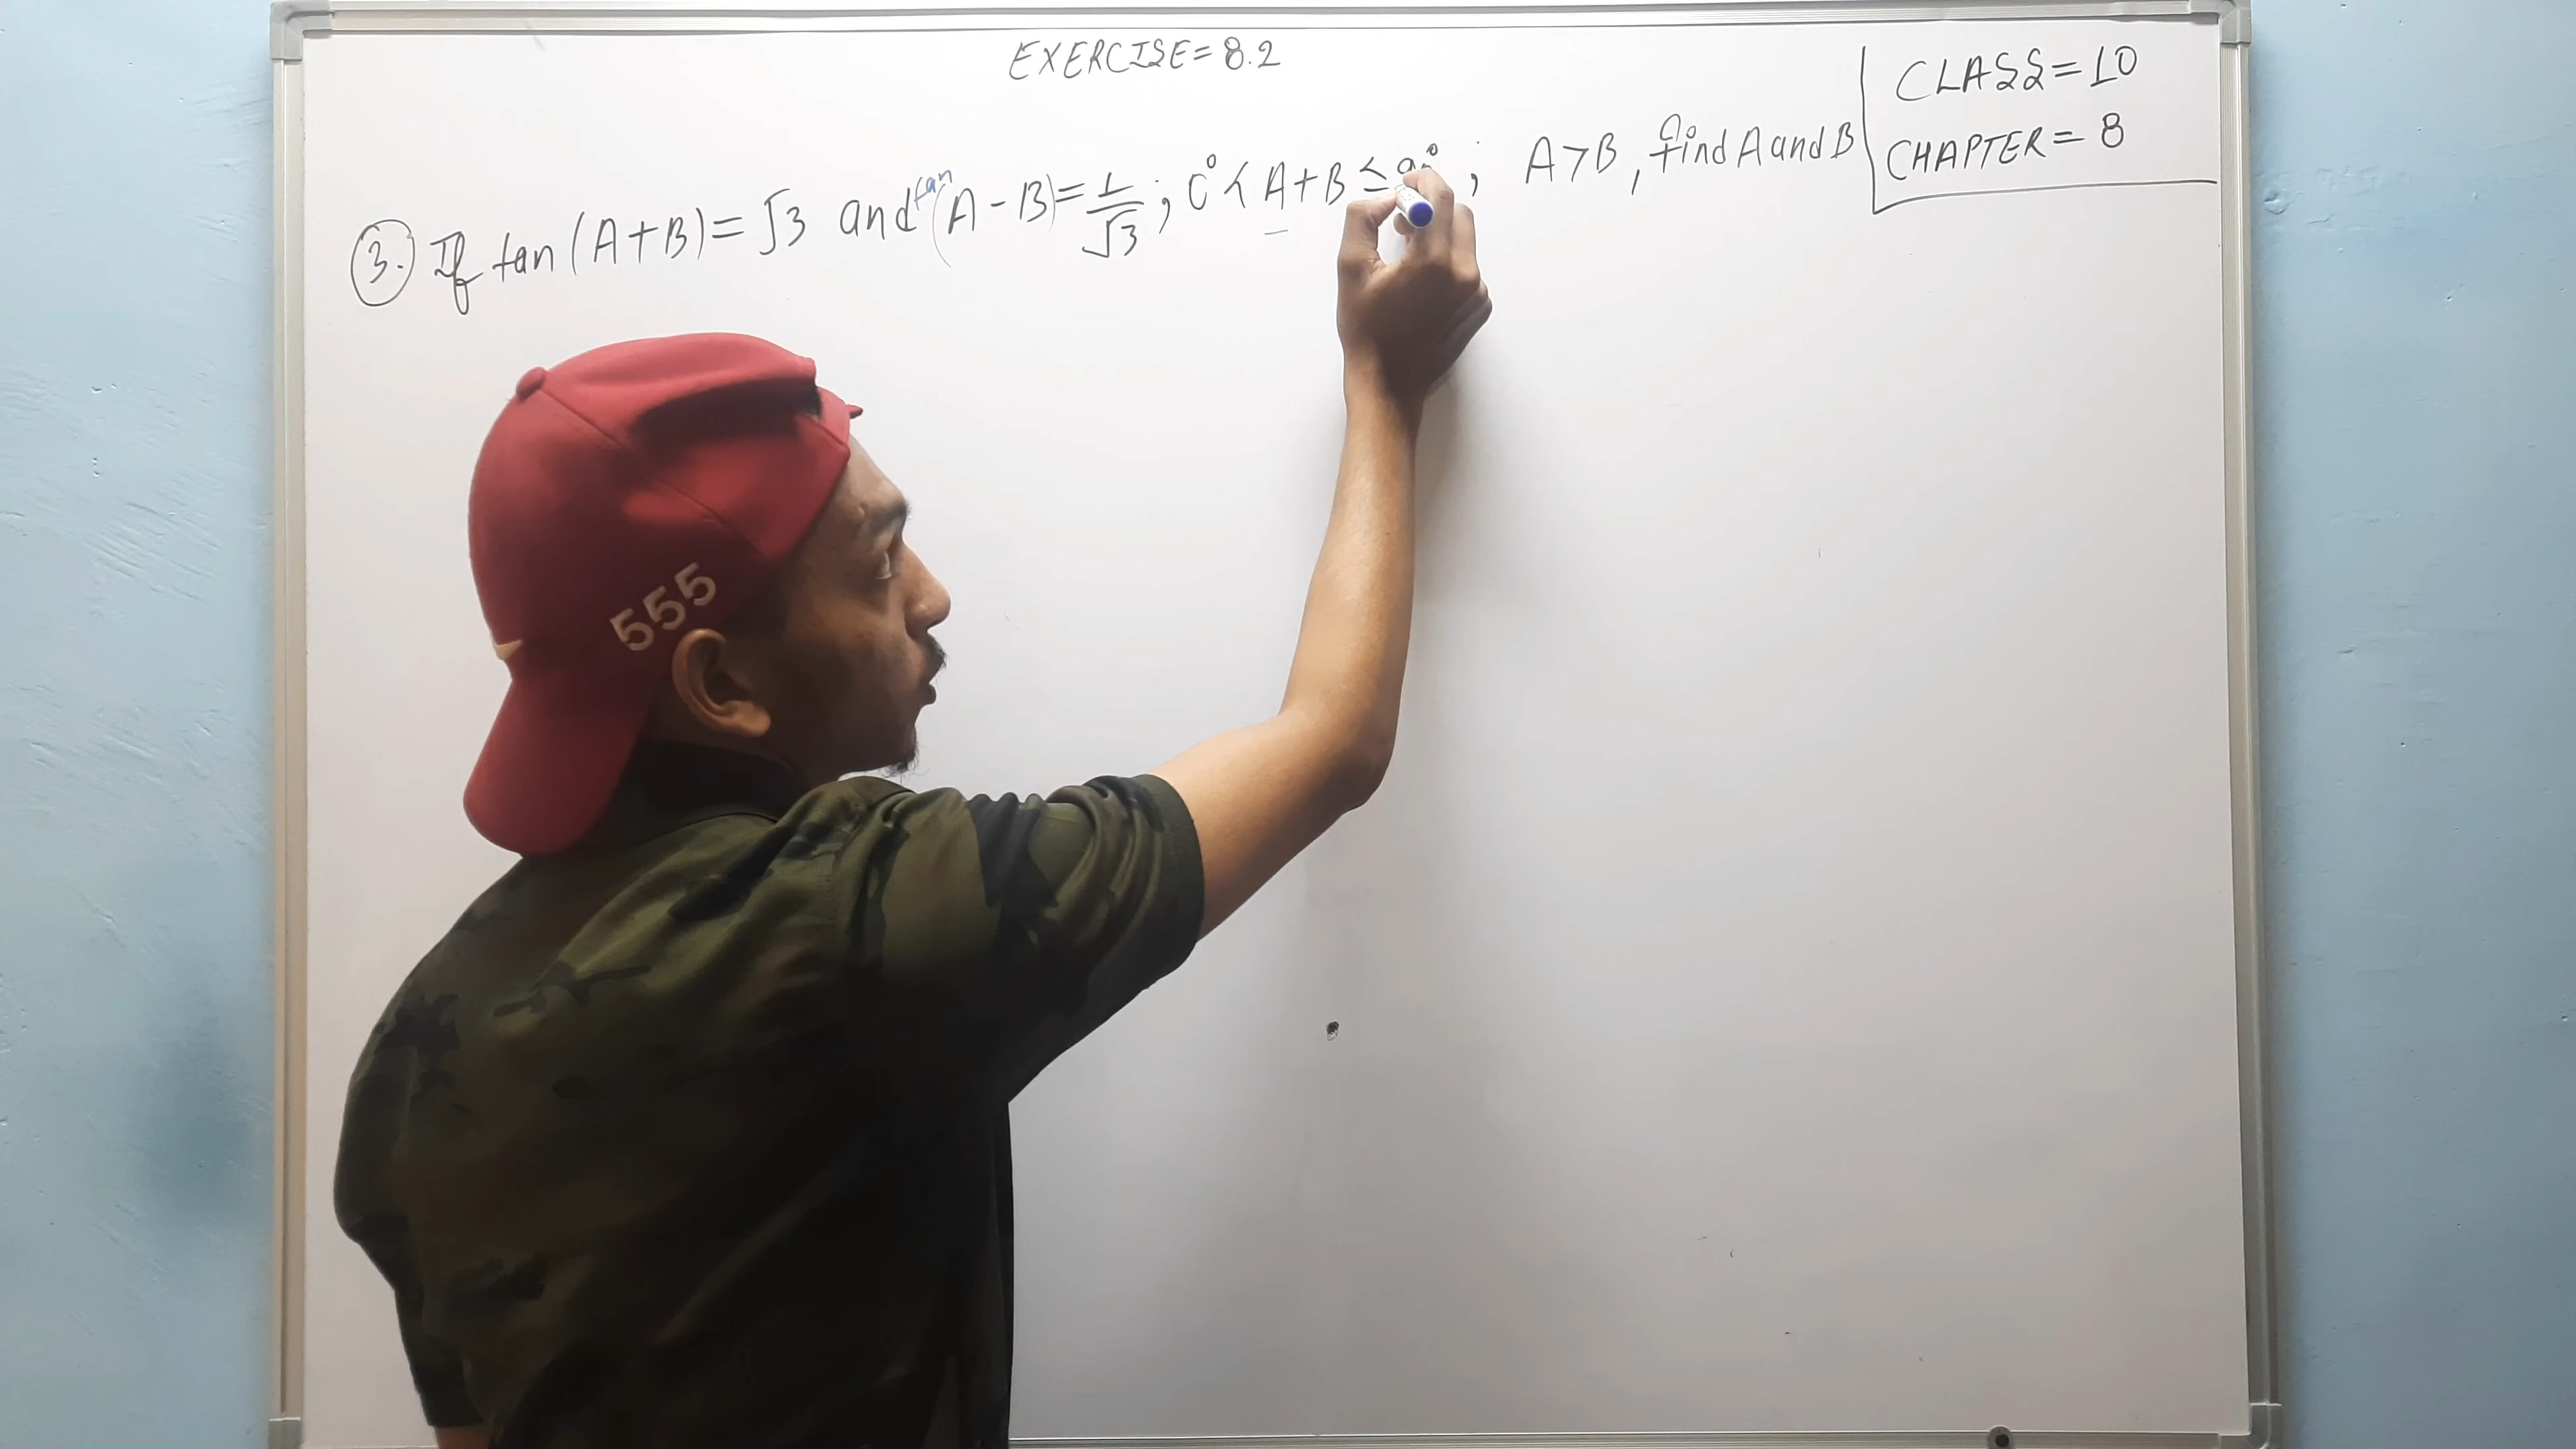 EXERCISE = 8.2
CLASS = 10
CHAPTER = 8
3. If tan (A+B) = √3 and tan (A-B) = 1/√3 ; 0° < A+B ≤ 90° ; A>B , find A and B
555